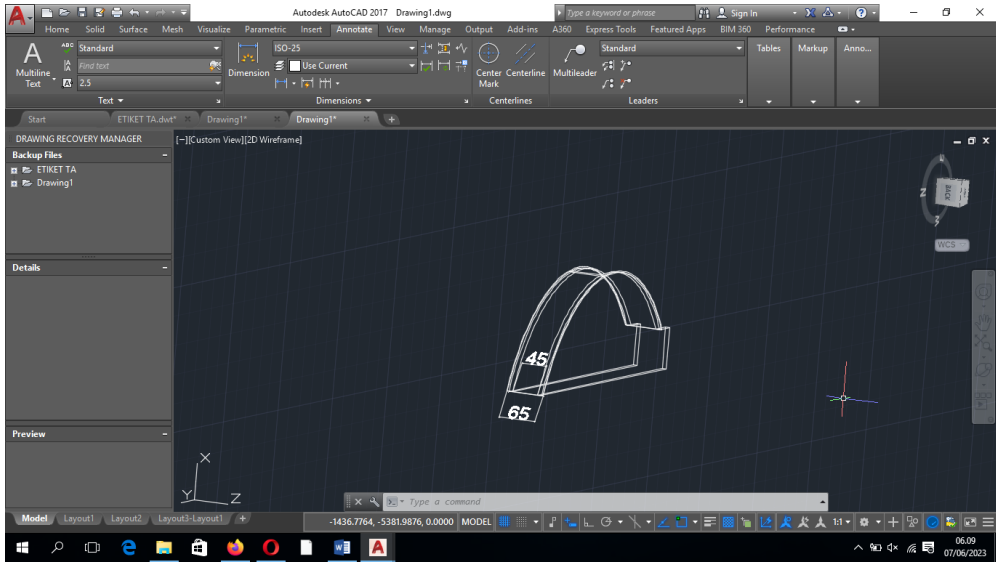 Autodesk AutoCAD 2017 Drawing1.dwg
Type a keyword or phrase
Sign In
Home Solid Surface Mesh Visualize Parametric Insert Annotate View Manage Output Add-ins A360 Express Tools Featured Apps BIM 360 Performance
A ABC Standard
Find text
2.5
Multiline
Text
Text
ISO-25
Use Current
Dimension
Dimensions
Center
Mark
Centerline
Centerlines
Multileader
Standard
Leaders
Tables
Markup
Anno...
Start ETIKET TA.dwt* Drawing1* Drawing1*
DRAWING RECOVERY MANAGER
Backup Files
ETIKET TA
Drawing1
Details
Preview
[−][Custom View][2D Wireframe]
BACK
WCS
45
65
X
Y
Z
Type a command
Model Layout1 Layout2 Layout3-Layout1
-1436.7764, -5381.9876, 0.0000 MODEL
1:1
06.09
07/06/2023